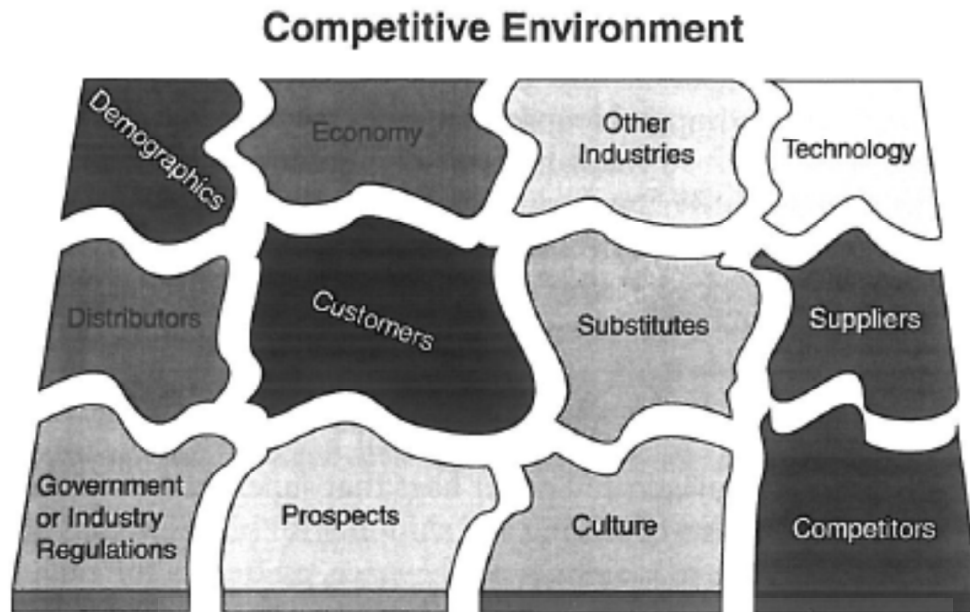 Competitive Environment
Demographics
Economy
Other
Industries
Technology
Distributors
Customers
Substitutes
Suppliers
Government
or Industry
Regulations
Prospects
Culture
Competitors